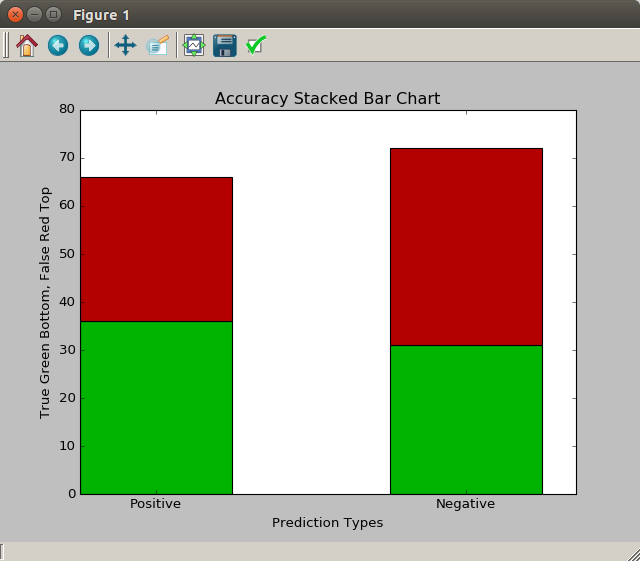 Figure 1
Accuracy Stacked Bar Chart
True Green Bottom, False Red Top
80
70
60
50
40
30
20
10
0
Positive
Negative
Prediction Types